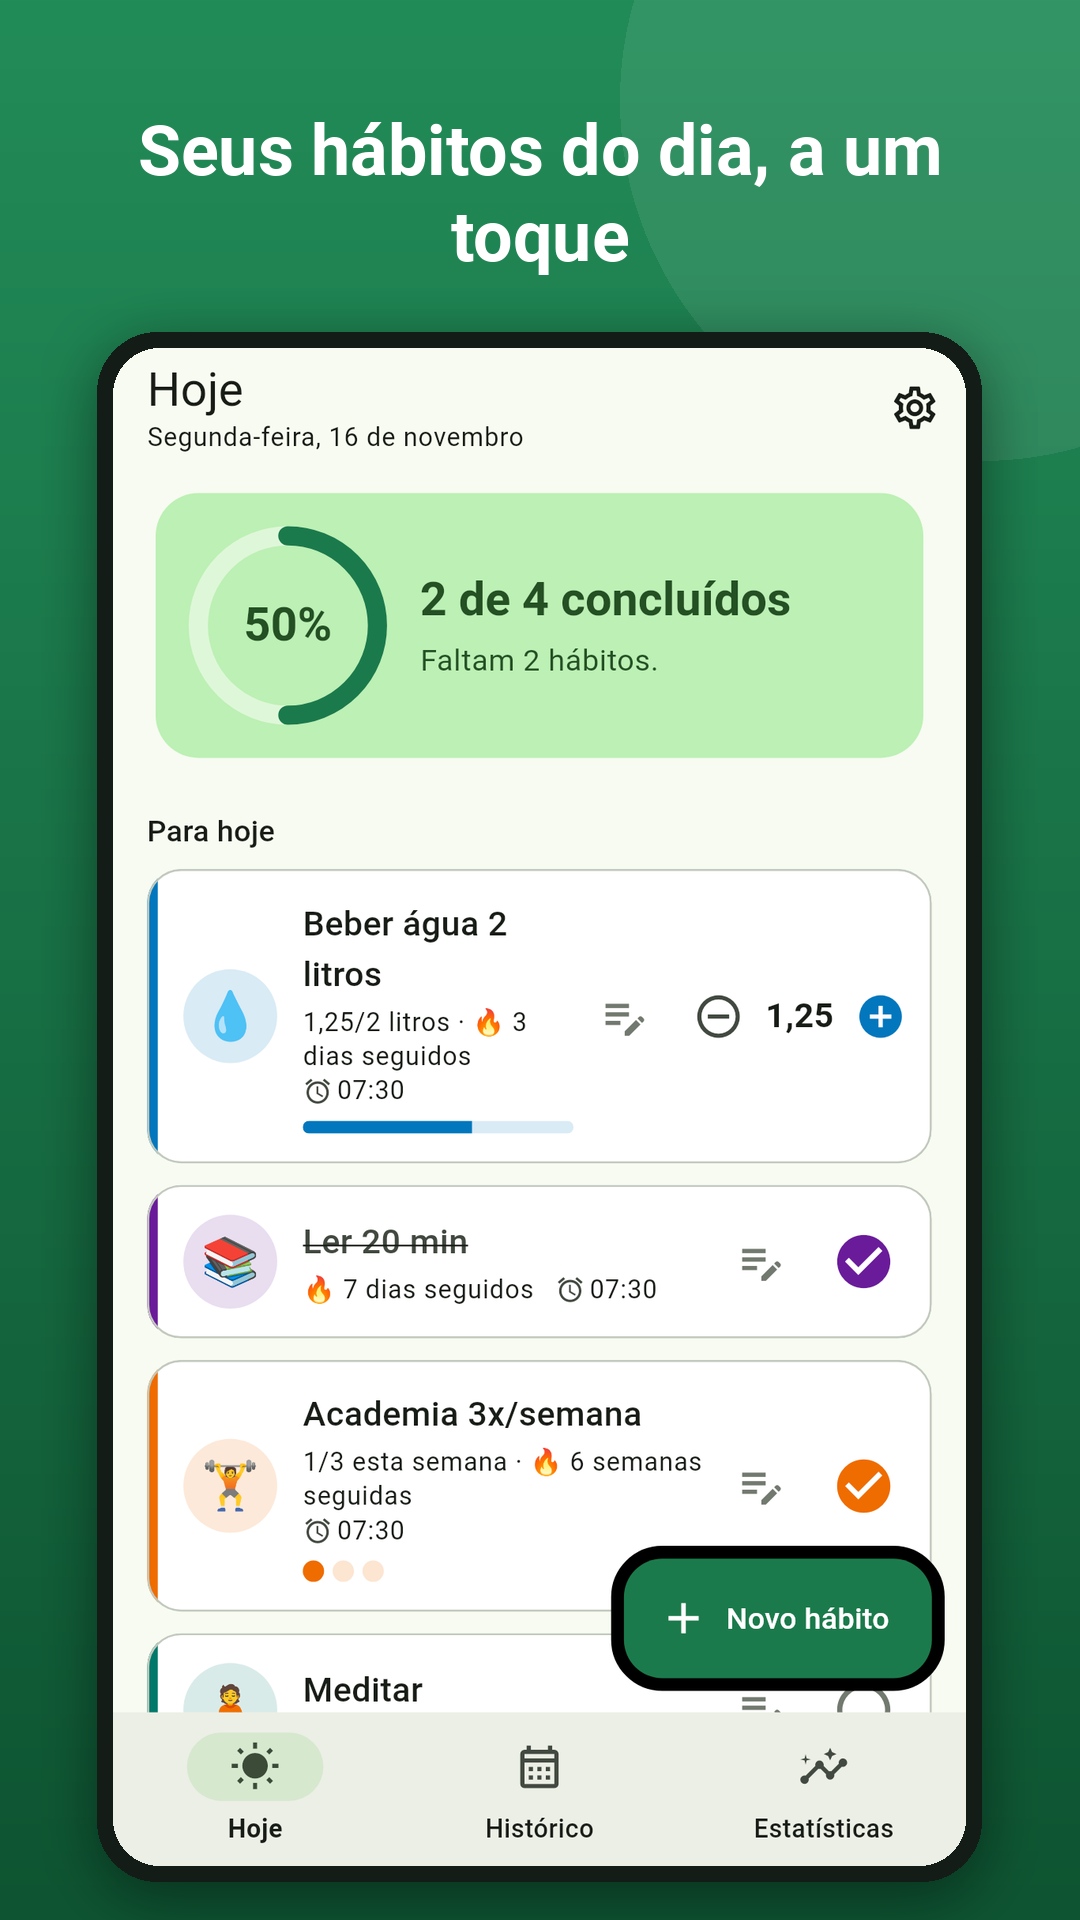 Seus hábitos do dia, a um
toque
Hoje
Segunda-feira, 16 de novembro
50%
2 de 4 concluídos
Faltam 2 hábitos.
Para hoje
Beber água 2
litros
1,25/2 litros · 🔥 3
dias seguidos
07:30
1,25
Ler 20 min
🔥 7 dias seguidos 07:30
Academia 3x/semana
1/3 esta semana · 🔥 6 semanas
seguidas
07:30
Novo hábito
Meditar
Hoje
Histórico
Estatísticas